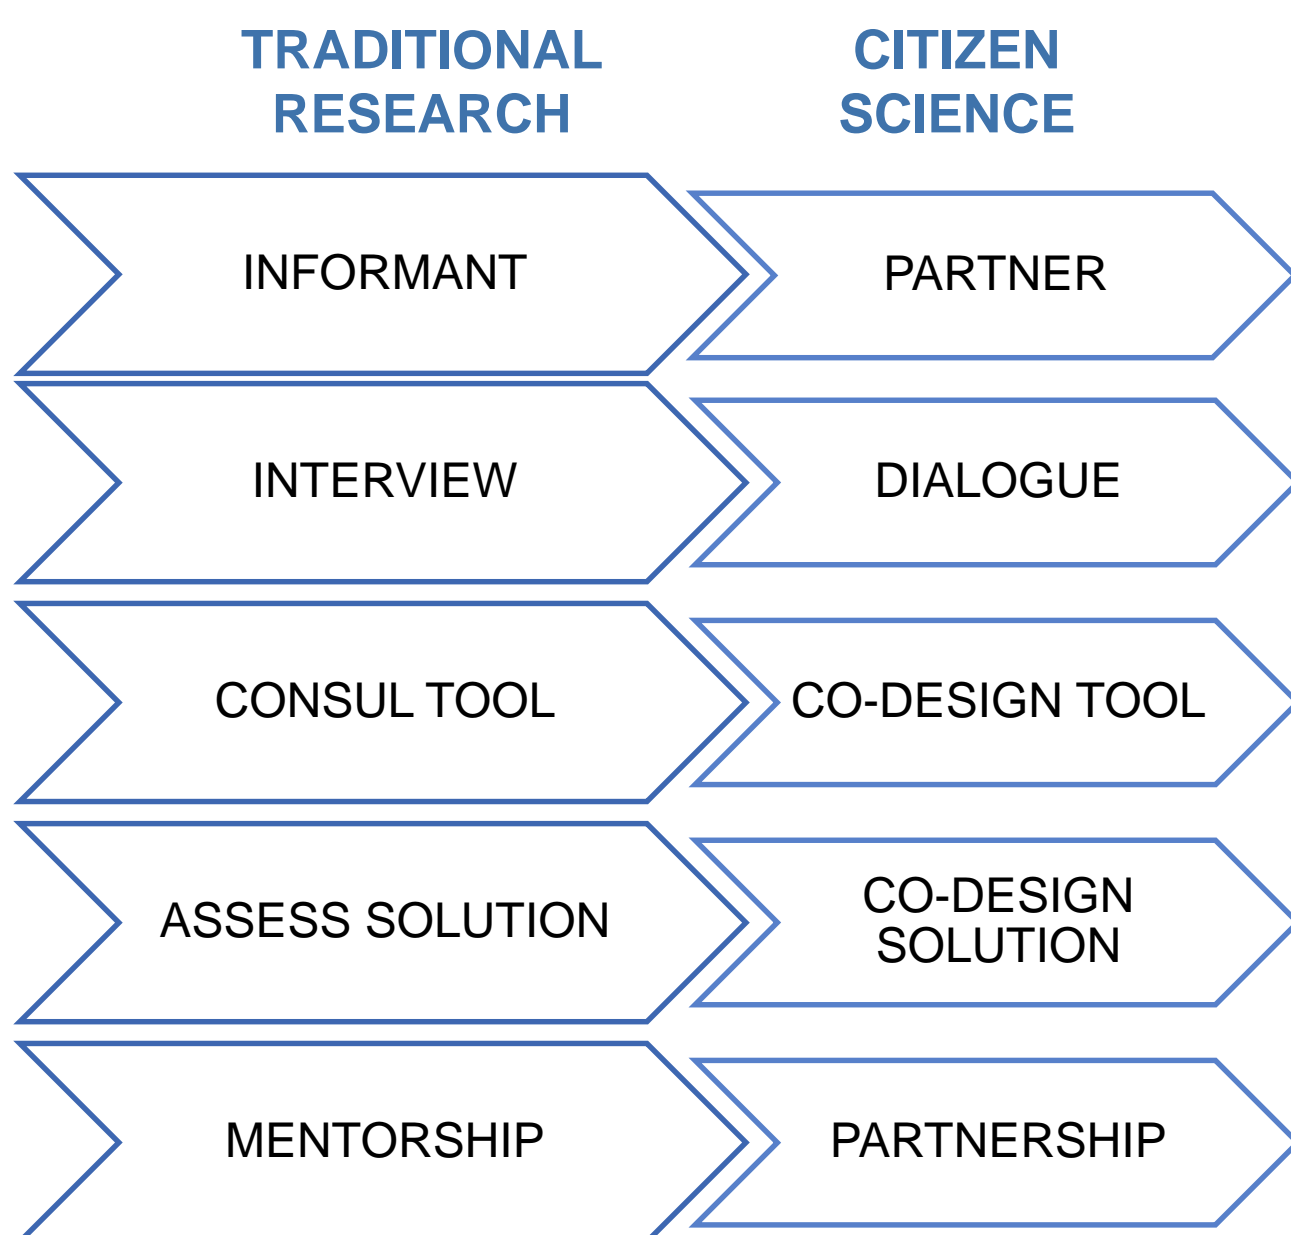 TRADITIONAL
RESEARCH
CITIZEN
SCIENCE
INFORMANT
PARTNER
INTERVIEW
DIALOGUE
CONSUL TOOL
CO-DESIGN TOOL
ASSESS SOLUTION
CO-DESIGN
SOLUTION
MENTORSHIP
PARTNERSHIP